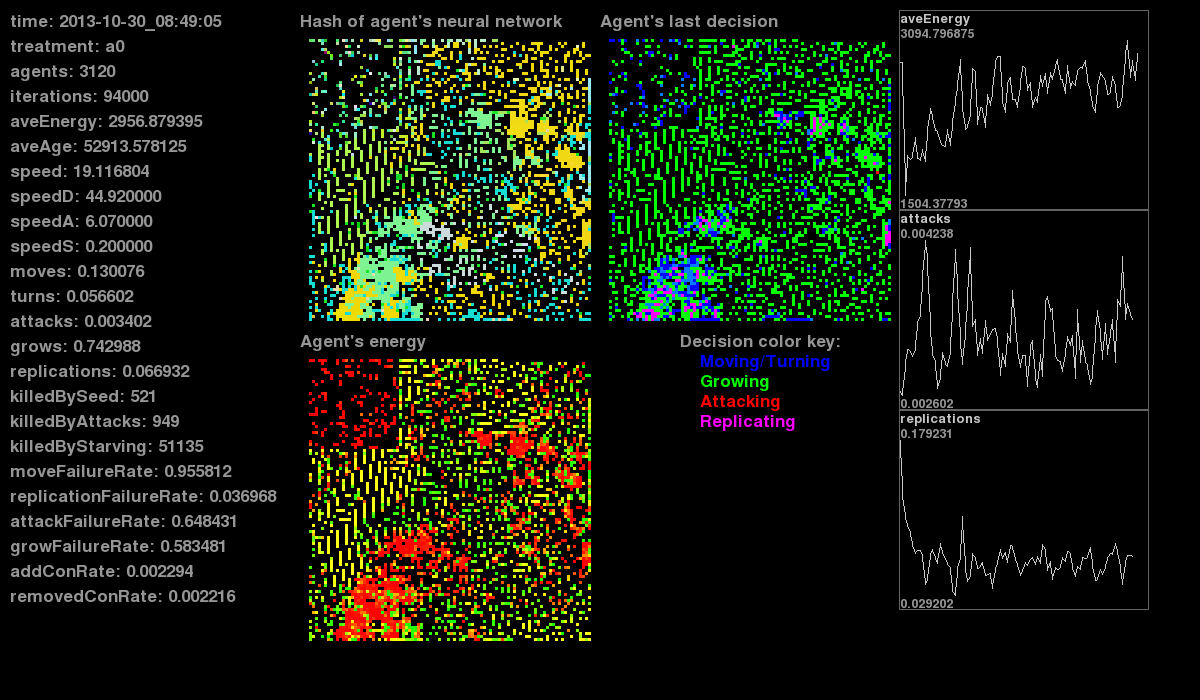 time: 2013-10-30_08:49:05
treatment: a0
agents: 3120
iterations: 94000
aveEnergy: 2956.879395
aveAge: 52913.578125
speed: 19.116804
speedD: 44.920000
speedA: 6.070000
speedS: 0.200000
moves: 0.130076
turns: 0.056602
attacks: 0.003402
grows: 0.742988
replications: 0.066932
killedBySeed: 521
killedByAttacks: 949
killedByStarving: 51135
moveFailureRate: 0.955812
replicationFailureRate: 0.036968
attackFailureRate: 0.648431
growFailureRate: 0.583481
addConRate: 0.002294
removedConRate: 0.002216
Hash of agent's neural network
Agent's last decision
Agent's energy
Decision color key:
Moving/Turning
Growing
Attacking
Replicating
aveEnergy
3094.796875
1504.37793
attacks
0.004238
0.002602
replications
0.179231
0.029202